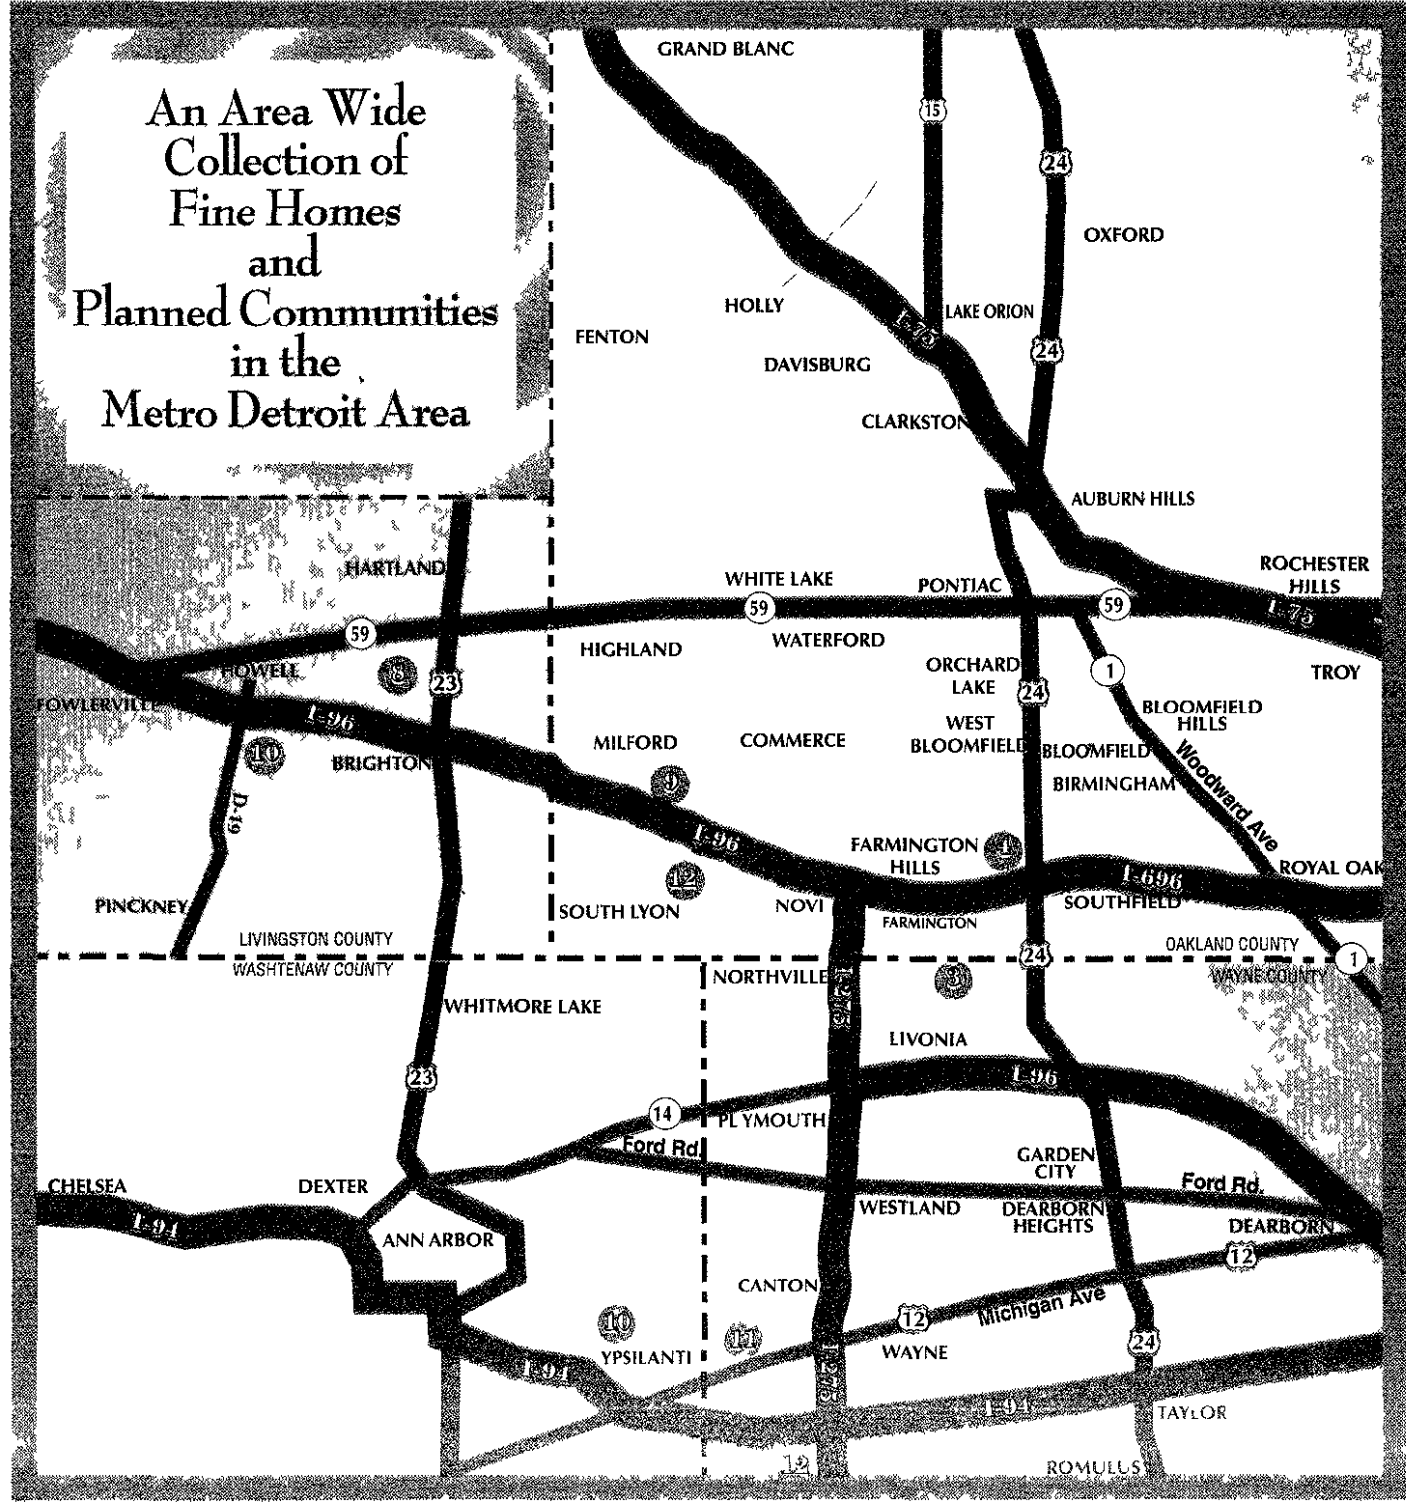 An Area Wide
Collection of
Fine Homes
and
Planned Communities
in the
Metro Detroit Area
GRAND BLANC
15
24
OXFORD
HOLLY
LAKE ORION
I-75
FENTON
24
DAVISBURG
CLARKSTON
AUBURN HILLS
HARTLAND
ROCHESTER
HILLS
WHITE LAKE
PONTIAC
59
59
59
I-75
WATERFORD
HIGHLAND
HOWELL
8
23
ORCHARD
LAKE
24
1
TROY
FOWLERVILLE
I-96
BLOOMFIELD
HILLS
WEST
BLOOMFIELD
MILFORD
COMMERCE
BLOOMFIELD
10
BRIGHTON
9
BIRMINGHAM
Woodward Ave
D-19
I-96
FARMINGTON
HILLS
4
ROYAL OAK
12
I-696
PINCKNEY
SOUTH LYON
NOVI
FARMINGTON
SOUTHFIELD
LIVINGSTON COUNTY
OAKLAND COUNTY
24
1
WASHTENAW COUNTY
WAYNE COUNTY
NORTHVILLE
3
I-275
WHITMORE LAKE
LIVONIA
23
I-96
14
PLYMOUTH
Ford Rd.
GARDEN
CITY
CHELSEA
DEXTER
Ford Rd.
WESTLAND
DEARBORN
HEIGHTS
I-94
DEARBORN
ANN ARBOR
12
CANTON
Michigan Ave
10
11
12
24
YPSILANTI
WAYNE
I-94
I-275
I-94
TAYLOR
12
ROMULUS